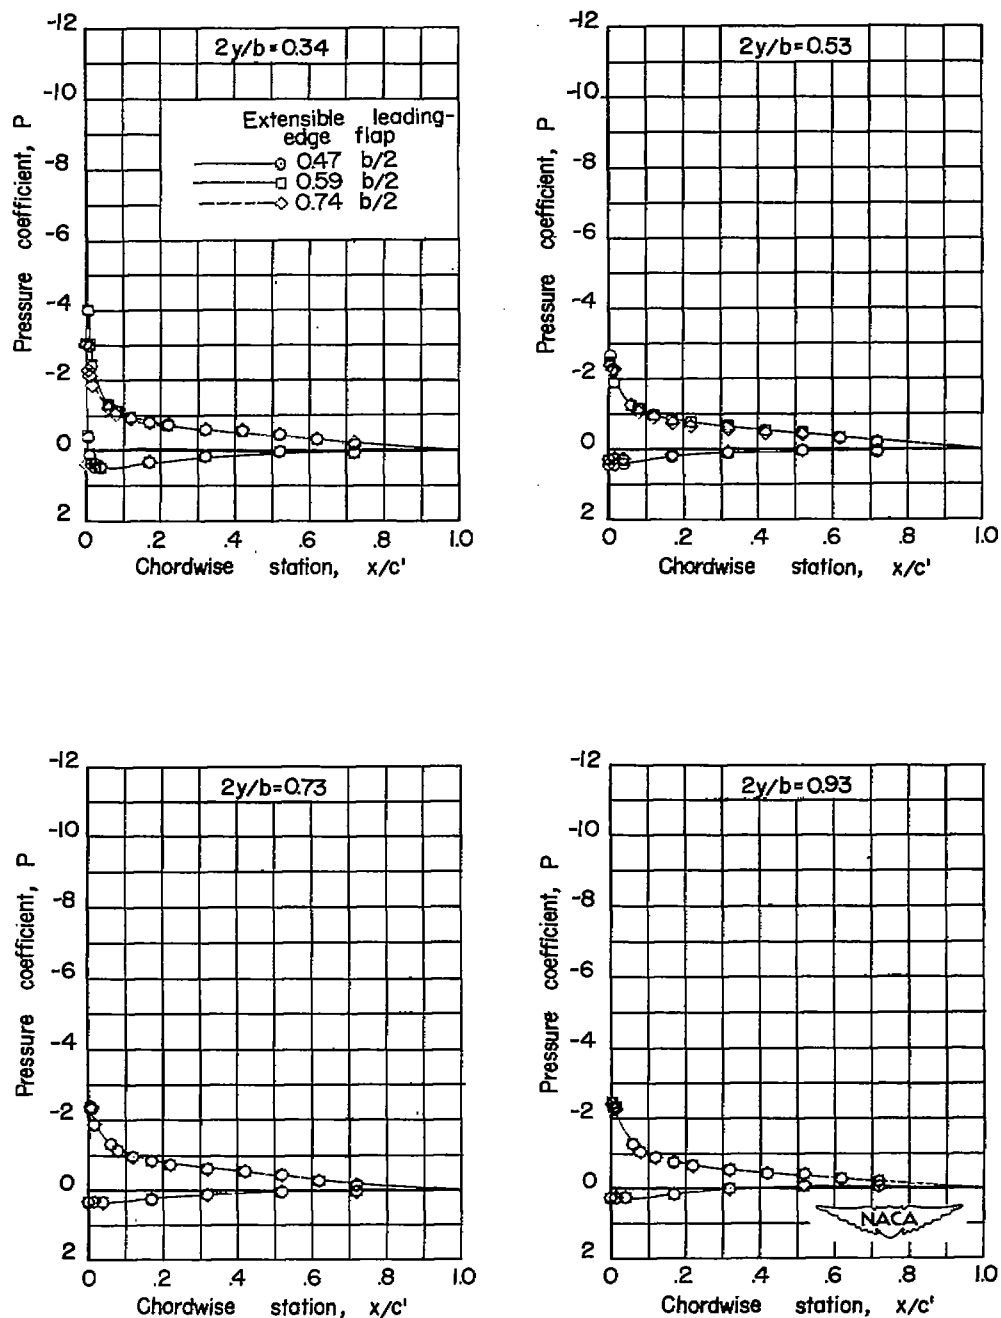 2y/b=0.34
-12
-10
-8
-6
-4
-2
0
2
Pressure coefficient, P
Extensible leading-
edge flap
0.47 b/2
0.59 b/2
0.74 b/2
0 .2 .4 .6 .8 1.0
Chordwise station, x/c'
2y/b=0.53
-12
-10
-8
-6
-4
-2
0
2
Pressure coefficient, P
0 .2 .4 .6 .8 1.0
Chordwise station, x/c'
2y/b=0.73
-12
-10
-8
-6
-4
-2
0
2
Pressure coefficient, P
0 .2 .4 .6 .8 1.0
Chordwise station, x/c'
2y/b=0.93
-12
-10
-8
-6
-4
-2
0
2
Pressure coefficient, P
NACA
0 .2 .4 .6 .8 1.0
Chordwise station, x/c'